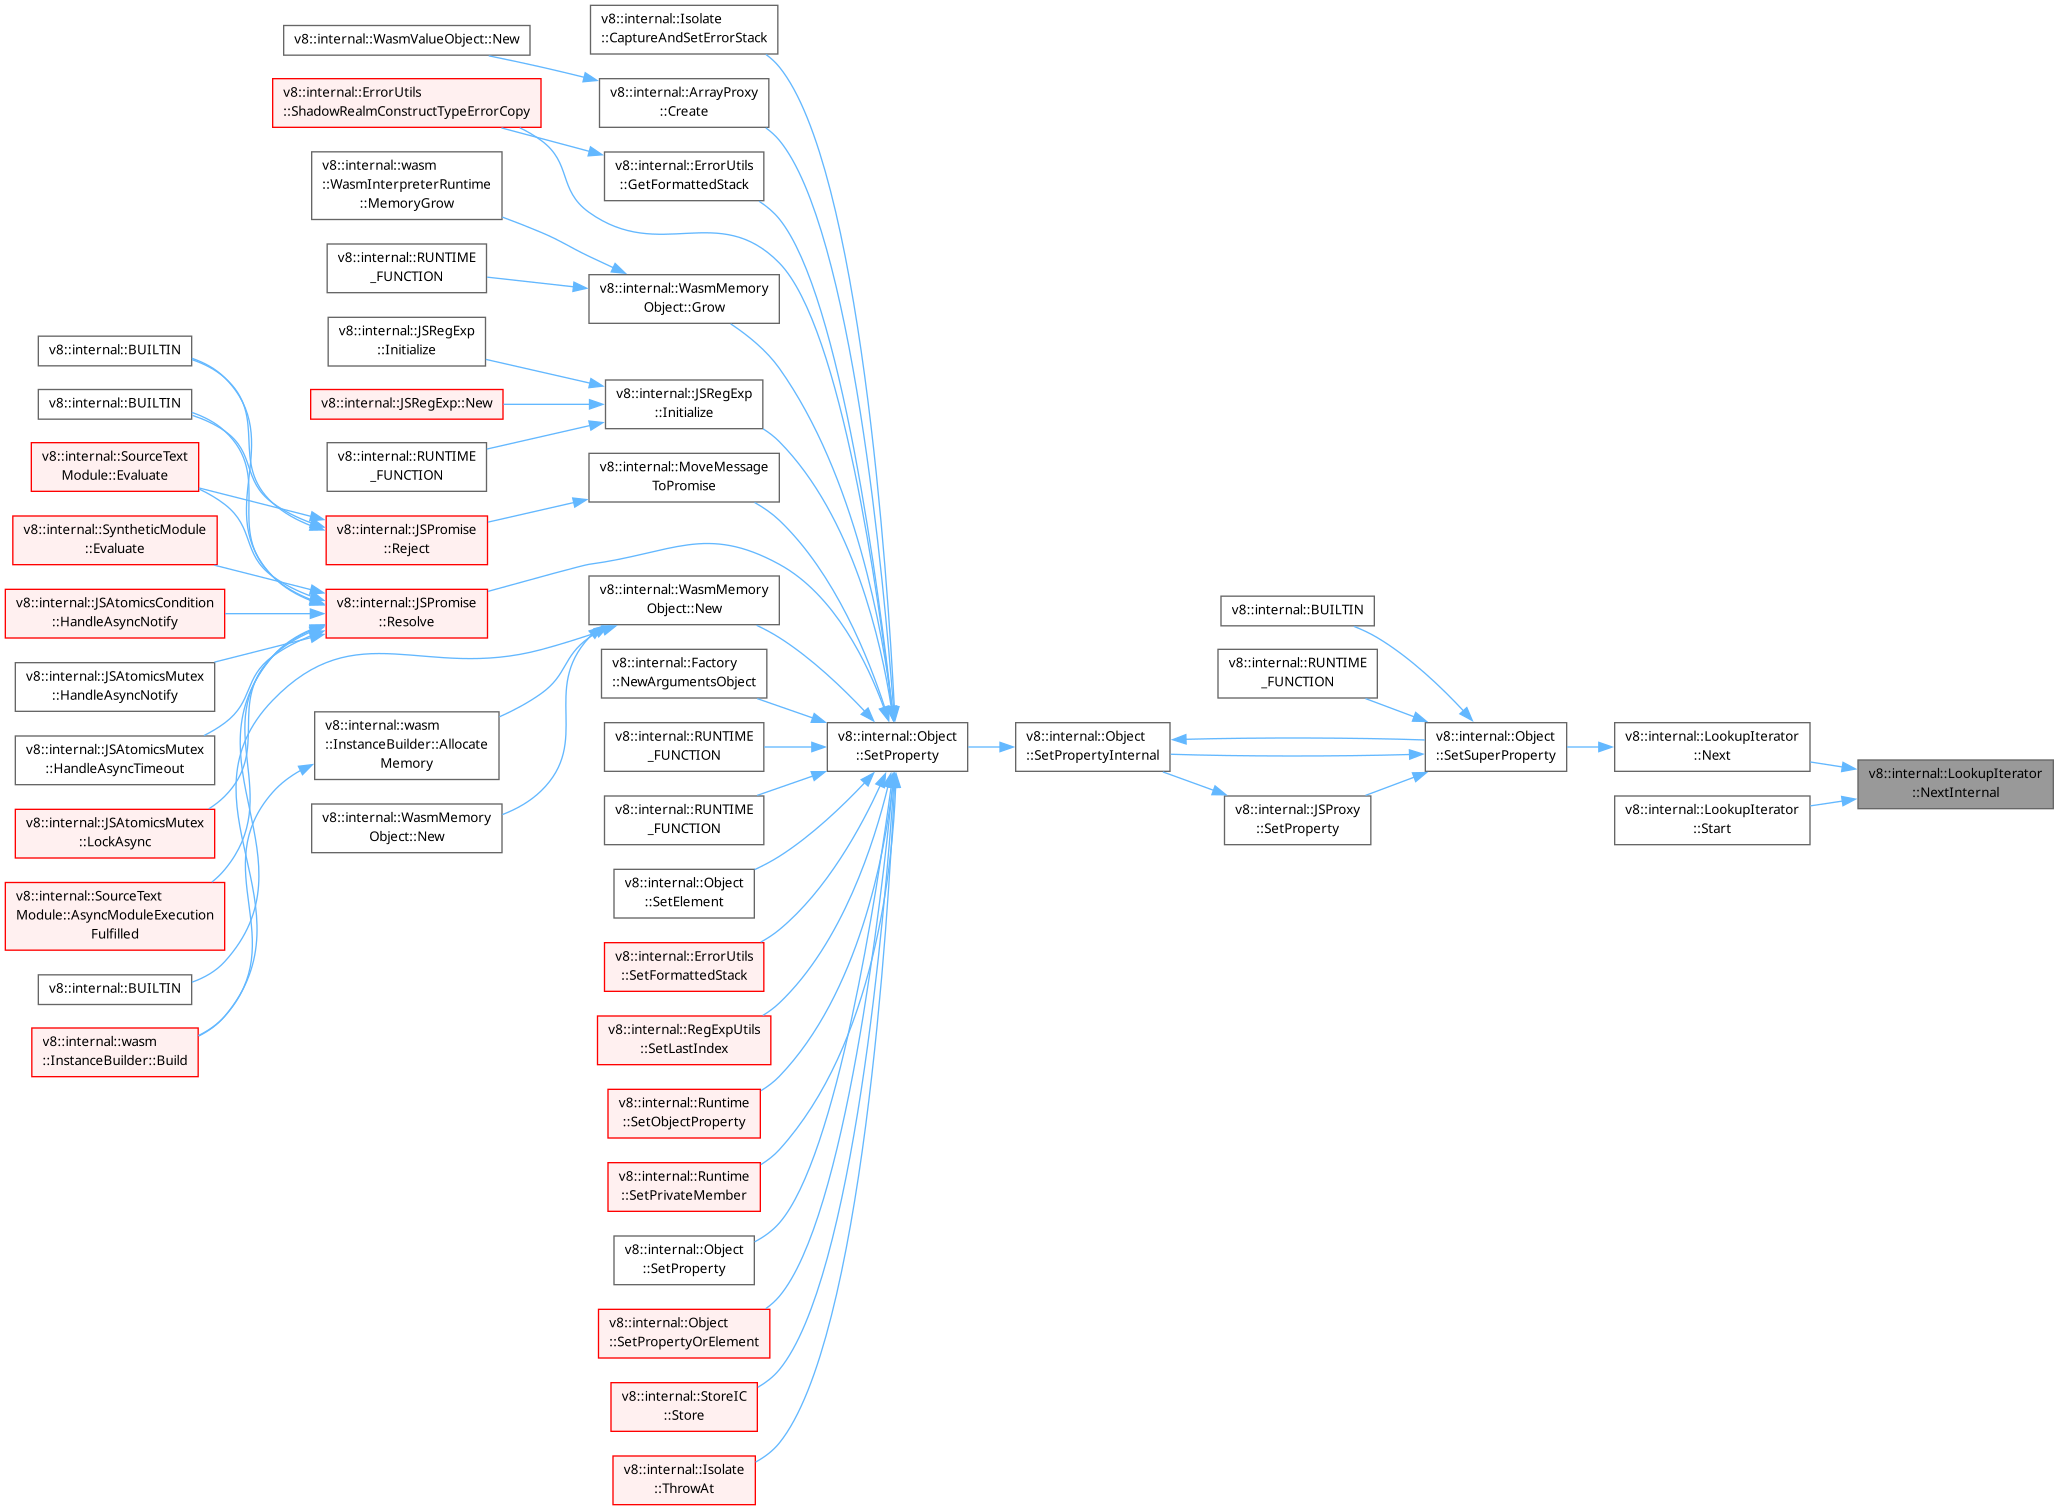 v8::internal::Isolate
::CaptureAndSetErrorStack
v8::internal::WasmValueObject::New
v8::internal::ErrorUtils
::ShadowRealmConstructTypeErrorCopy
v8::internal::ArrayProxy
::Create
v8::internal::wasm
::WasmInterpreterRuntime
::MemoryGrow
v8::internal::ErrorUtils
::GetFormattedStack
v8::internal::RUNTIME
_FUNCTION
v8::internal::WasmMemory
Object::Grow
v8::internal::JSRegExp
::Initialize
v8::internal::BUILTIN
v8::internal::JSRegExp::New
v8::internal::JSRegExp
::Initialize
v8::internal::BUILTIN
v8::internal::RUNTIME
_FUNCTION
v8::internal::MoveMessage
ToPromise
v8::internal::SourceText
Module::Evaluate
v8::internal::SyntheticModule
::Evaluate
v8::internal::JSPromise
::Reject
v8::internal::JSAtomicsCondition
::HandleAsyncNotify
v8::internal::JSPromise
::Resolve
v8::internal::WasmMemory
Object::New
v8::internal::BUILTIN
v8::internal::JSAtomicsMutex
::HandleAsyncNotify
v8::internal::Factory
::NewArgumentsObject
v8::internal::RUNTIME
_FUNCTION
v8::internal::JSAtomicsMutex
::HandleAsyncTimeout
v8::internal::wasm
::InstanceBuilder::Allocate
Memory
v8::internal::RUNTIME
_FUNCTION
v8::internal::Object
::SetProperty
v8::internal::Object
::SetPropertyInternal
v8::internal::Object
::SetSuperProperty
v8::internal::LookupIterator
::Next
v8::internal::LookupIterator
::NextInternal
v8::internal::JSAtomicsMutex
::LockAsync
v8::internal::WasmMemory
Object::New
v8::internal::RUNTIME
_FUNCTION
v8::internal::JSProxy
::SetProperty
v8::internal::LookupIterator
::Start
v8::internal::SourceText
Module::AsyncModuleExecution
Fulfilled
v8::internal::Object
::SetElement
v8::internal::BUILTIN
v8::internal::ErrorUtils
::SetFormattedStack
v8::internal::wasm
::InstanceBuilder::Build
v8::internal::RegExpUtils
::SetLastIndex
v8::internal::Runtime
::SetObjectProperty
v8::internal::Runtime
::SetPrivateMember
v8::internal::Object
::SetProperty
v8::internal::Object
::SetPropertyOrElement
v8::internal::StoreIC
::Store
v8::internal::Isolate
::ThrowAt